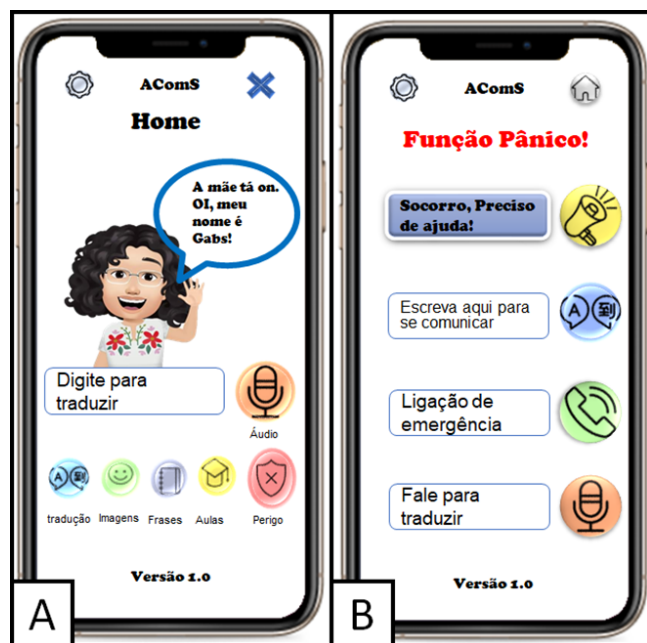 AComS
Home
A mãe tá on.
OI, meu
nome é
Gabs!
Digite para
traduzir
Áudio
A 到
tradução Imagens Frases Aulas Perigo
Versão 1.0
A
AComS
Função Pânico!
Socorro, Preciso
de ajuda!
Escreva aqui para
se comunicar
A 到
Ligação de
emergência
Fale para
traduzir
Versão 1.0
B